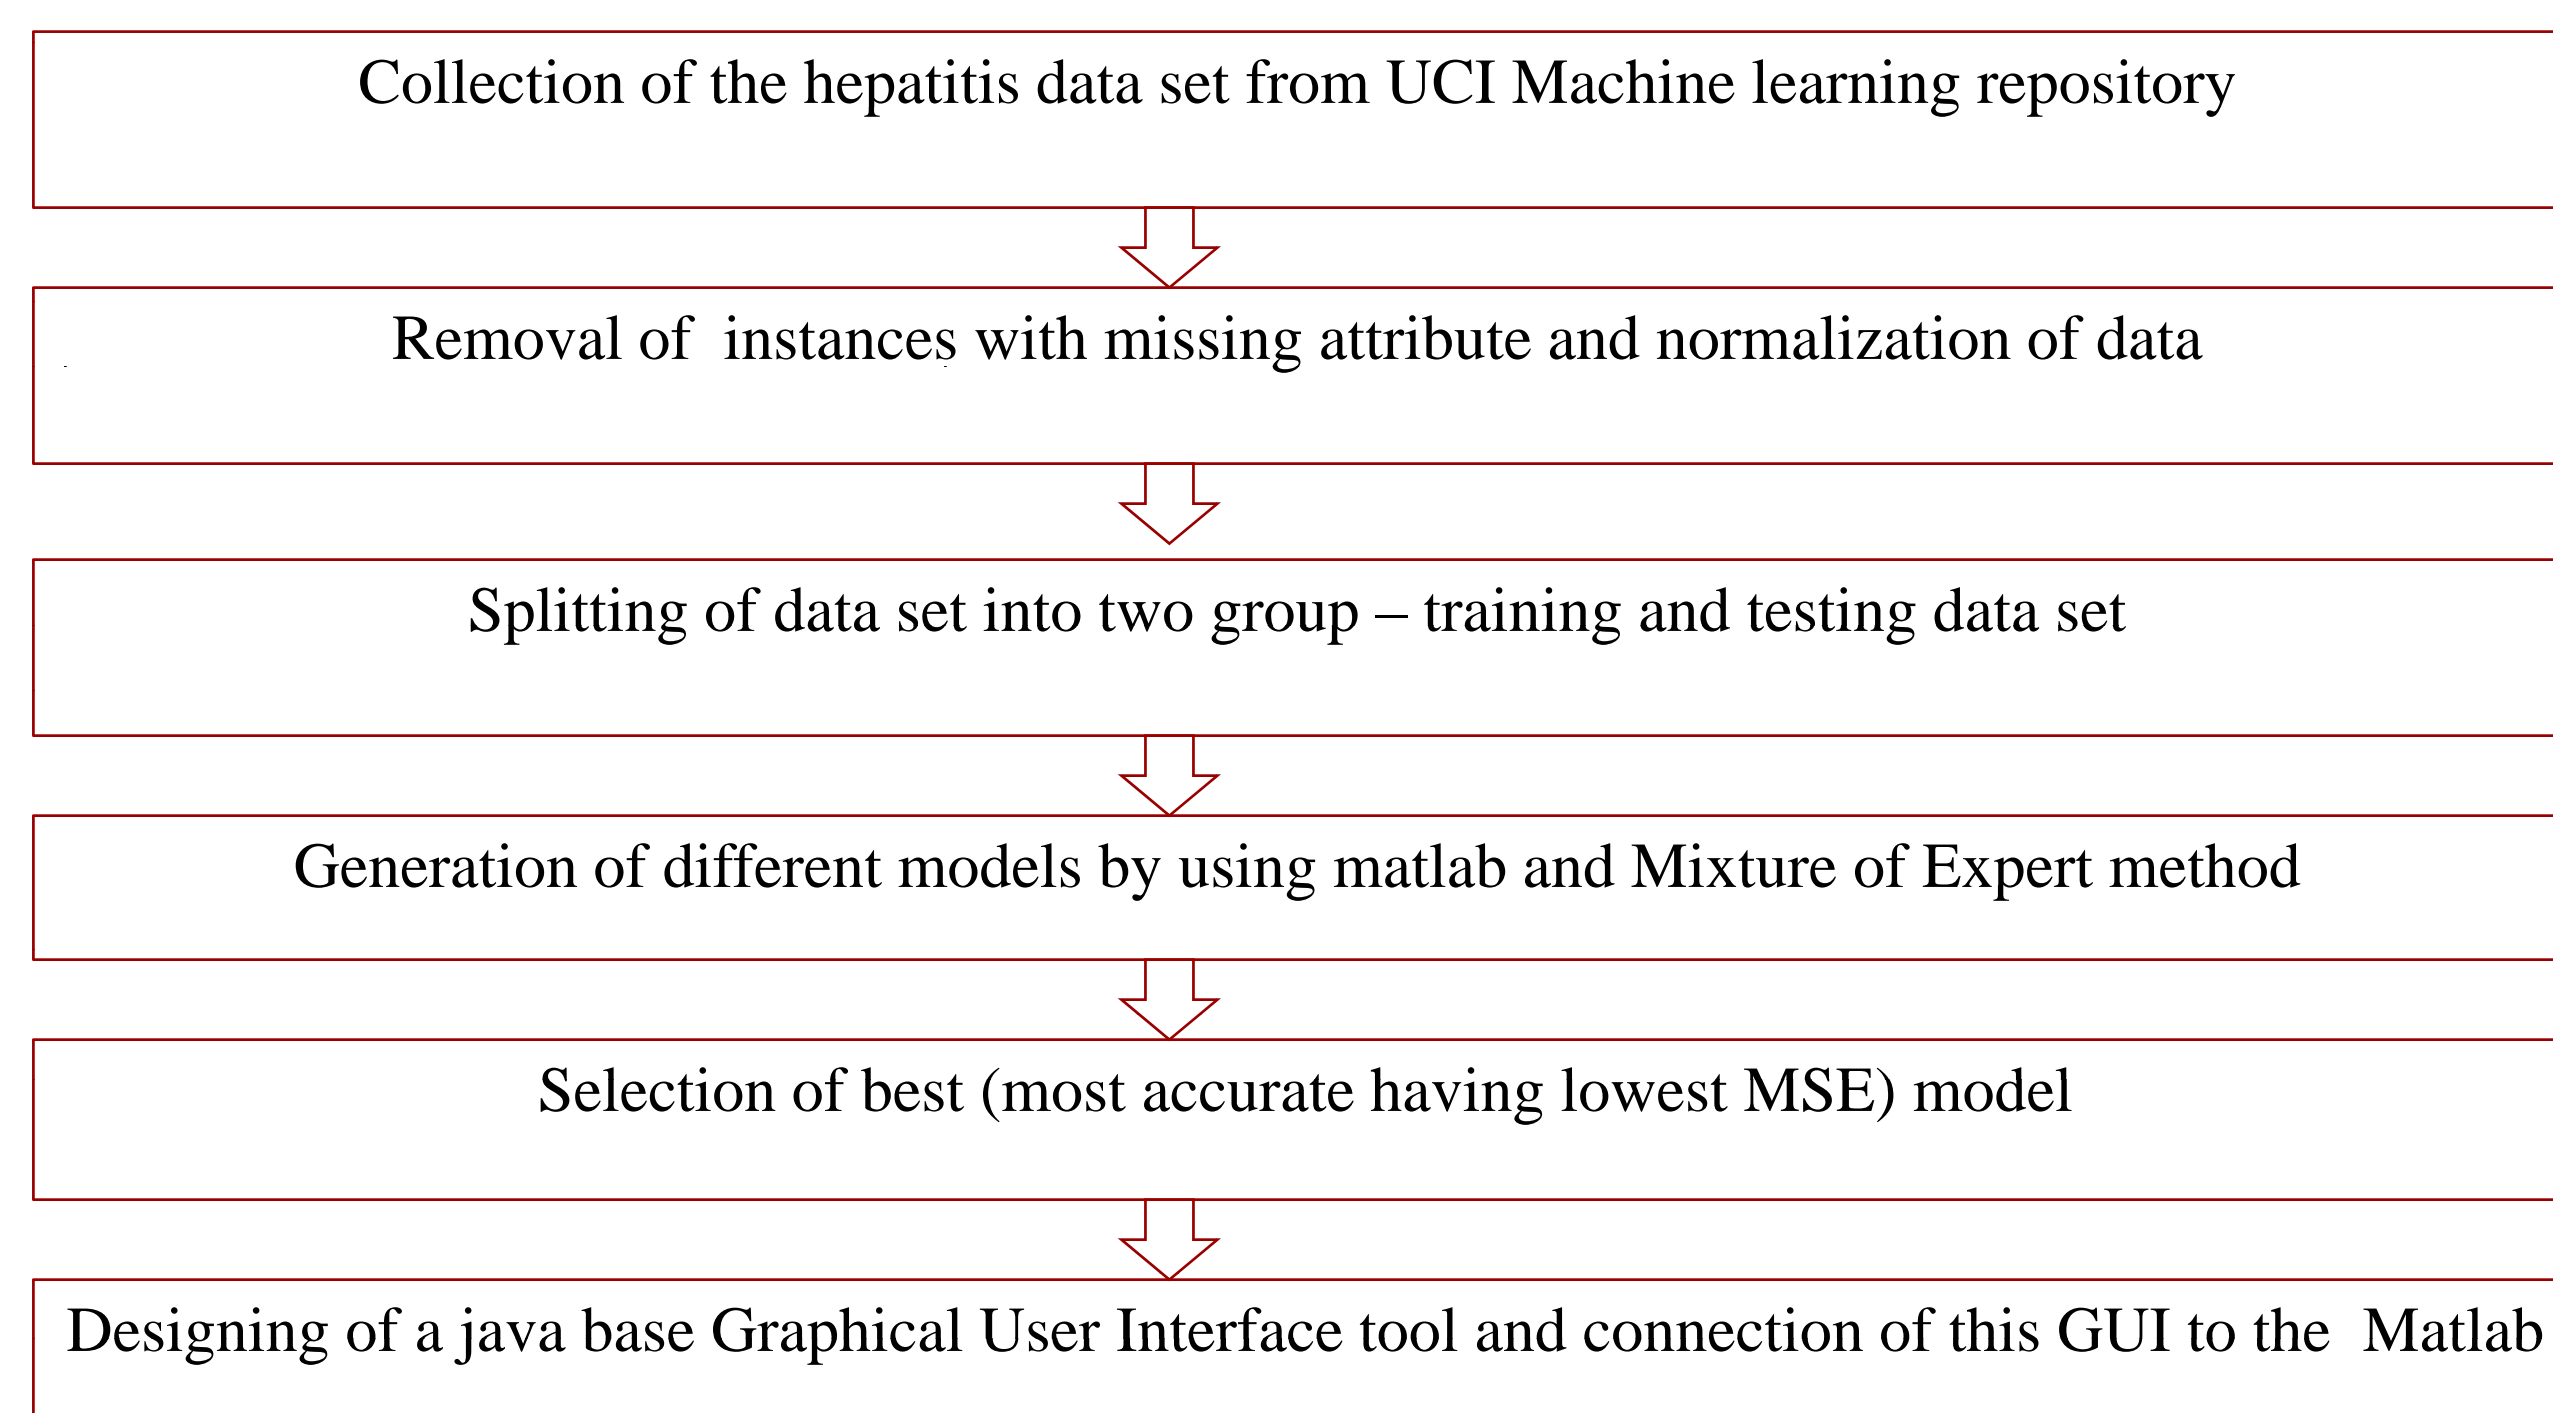 Collection of the hepatitis data set from UCI Machine learning repository
Removal of  instances with missing attribute and normalization of data
Splitting of data set into two group – training and testing data set
Generation of different models by using matlab and Mixture of Expert method
Selection of best (most accurate having lowest MSE) model
Designing of a java base Graphical User Interface tool and connection of this GUI to the  Matlab